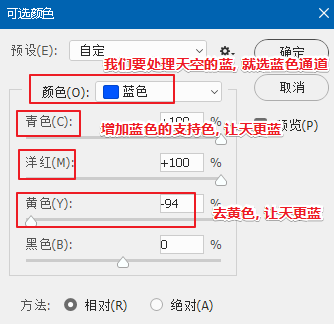 可选颜色
预设(E): 自定
确定
我们要处理天空的蓝, 就选蓝色通道
颜色(O): 蓝色
取消
青色(C): +100 %
预览(P)
增加蓝色的支持色, 让天更蓝
洋红(M): +100 %
黄色(Y): -94 %
去黄色, 让天更蓝
黑色(B): 0 %
方法: 相对(R) 绝对(A)